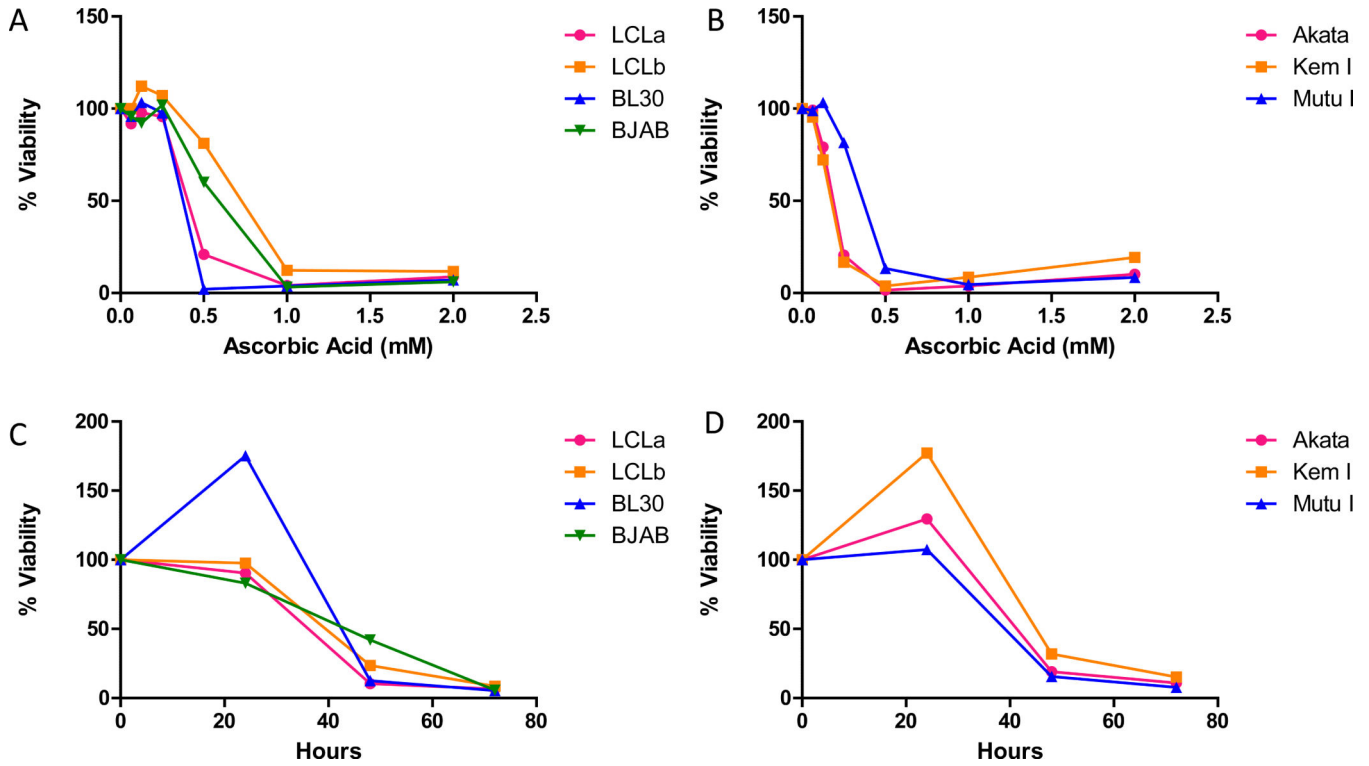 A
150
100
50
0
% Viability
0.0 0.5 1.0 1.5 2.0 2.5
Ascorbic Acid (mM)
LCLa
LCLb
BL30
BJAB
B
150
100
50
0
% Viability
0.0 0.5 1.0 1.5 2.0 2.5
Ascorbic Acid (mM)
Akata
Kem I
Mutu I
C
200
150
100
50
0
% Viability
0 20 40 60 80
Hours
LCLa
LCLb
BL30
BJAB
D
200
150
100
50
0
% Viability
0 20 40 60 80
Hours
Akata
Kem I
Mutu I